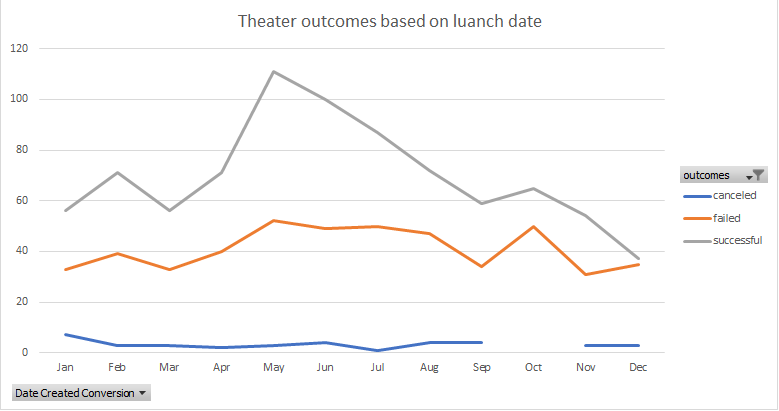 Theater outcomes based on luanch date
120
100
80
60
40
20
0
Jan Feb Mar Apr May Jun Jul Aug Sep Oct Nov Dec
outcomes
canceled
failed
successful
Date Created Conversion